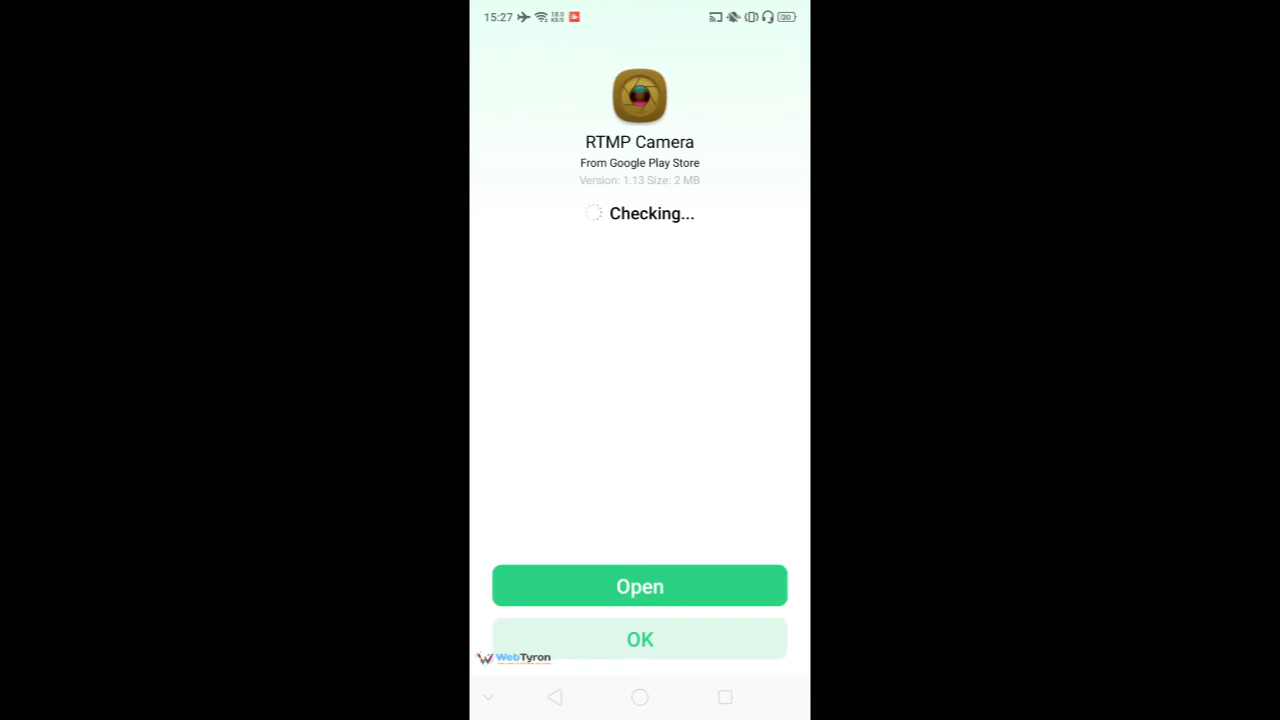 15:27
RTMP Camera
From Google Play Store
Version: 1.13 Size: 2 MB
Checking...
Open
OK
WebTyron